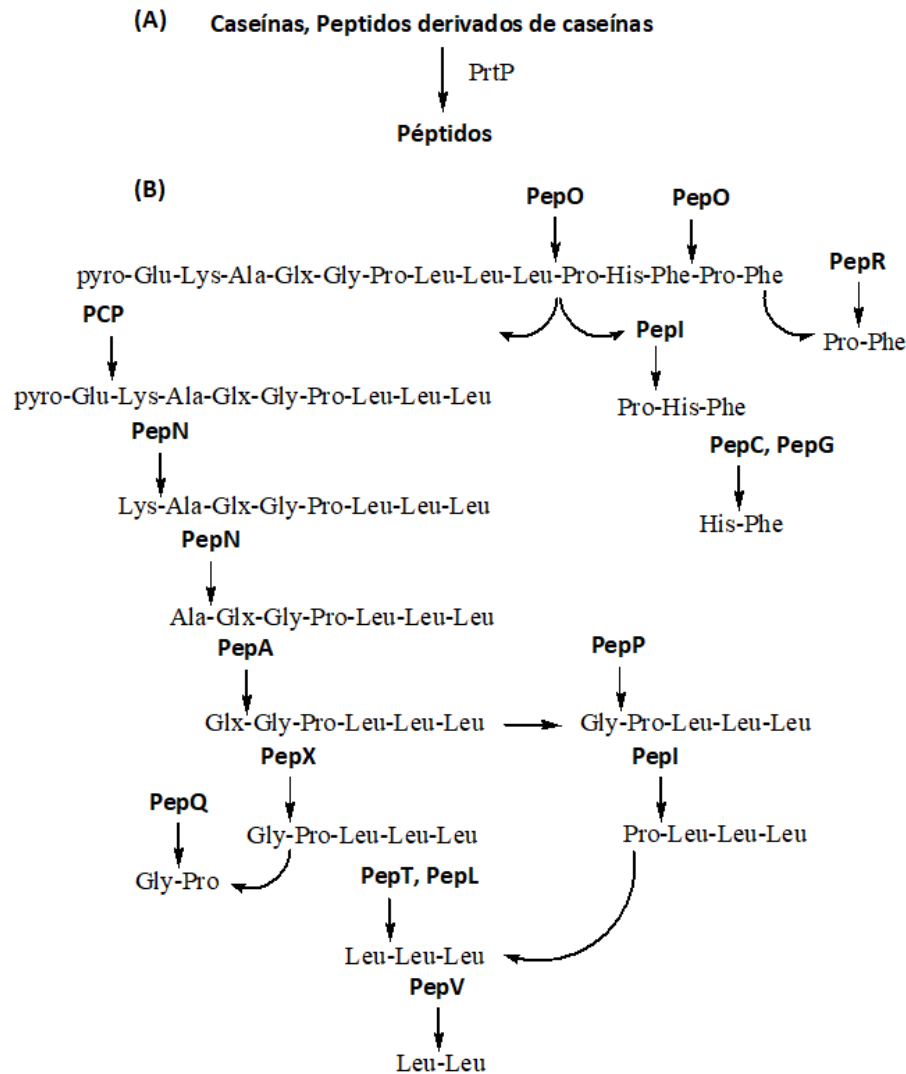 (A) Caseínas, Peptidos derivados de caseínas
PrtP
Péptidos
(B)
PepO PepO
pyro-Glu-Lys-Ala-Glx-Gly-Pro-Leu-Leu-Leu-Pro-His-Phe-Pro-Phe
PepR
PCP
PepI
Pro-Phe
pyro-Glu-Lys-Ala-Glx-Gly-Pro-Leu-Leu-Leu
Pro-His-Phe
PepN
PepC, PepG
Lys-Ala-Glx-Gly-Pro-Leu-Leu-Leu
His-Phe
PepN
Ala-Glx-Gly-Pro-Leu-Leu-Leu
PepA
PepP
Glx-Gly-Pro-Leu-Leu-Leu
Gly-Pro-Leu-Leu-Leu
PepX
PepI
PepQ
Gly-Pro-Leu-Leu-Leu
Pro-Leu-Leu-Leu
Gly-Pro
PepT, PepL
Leu-Leu-Leu
PepV
Leu-Leu